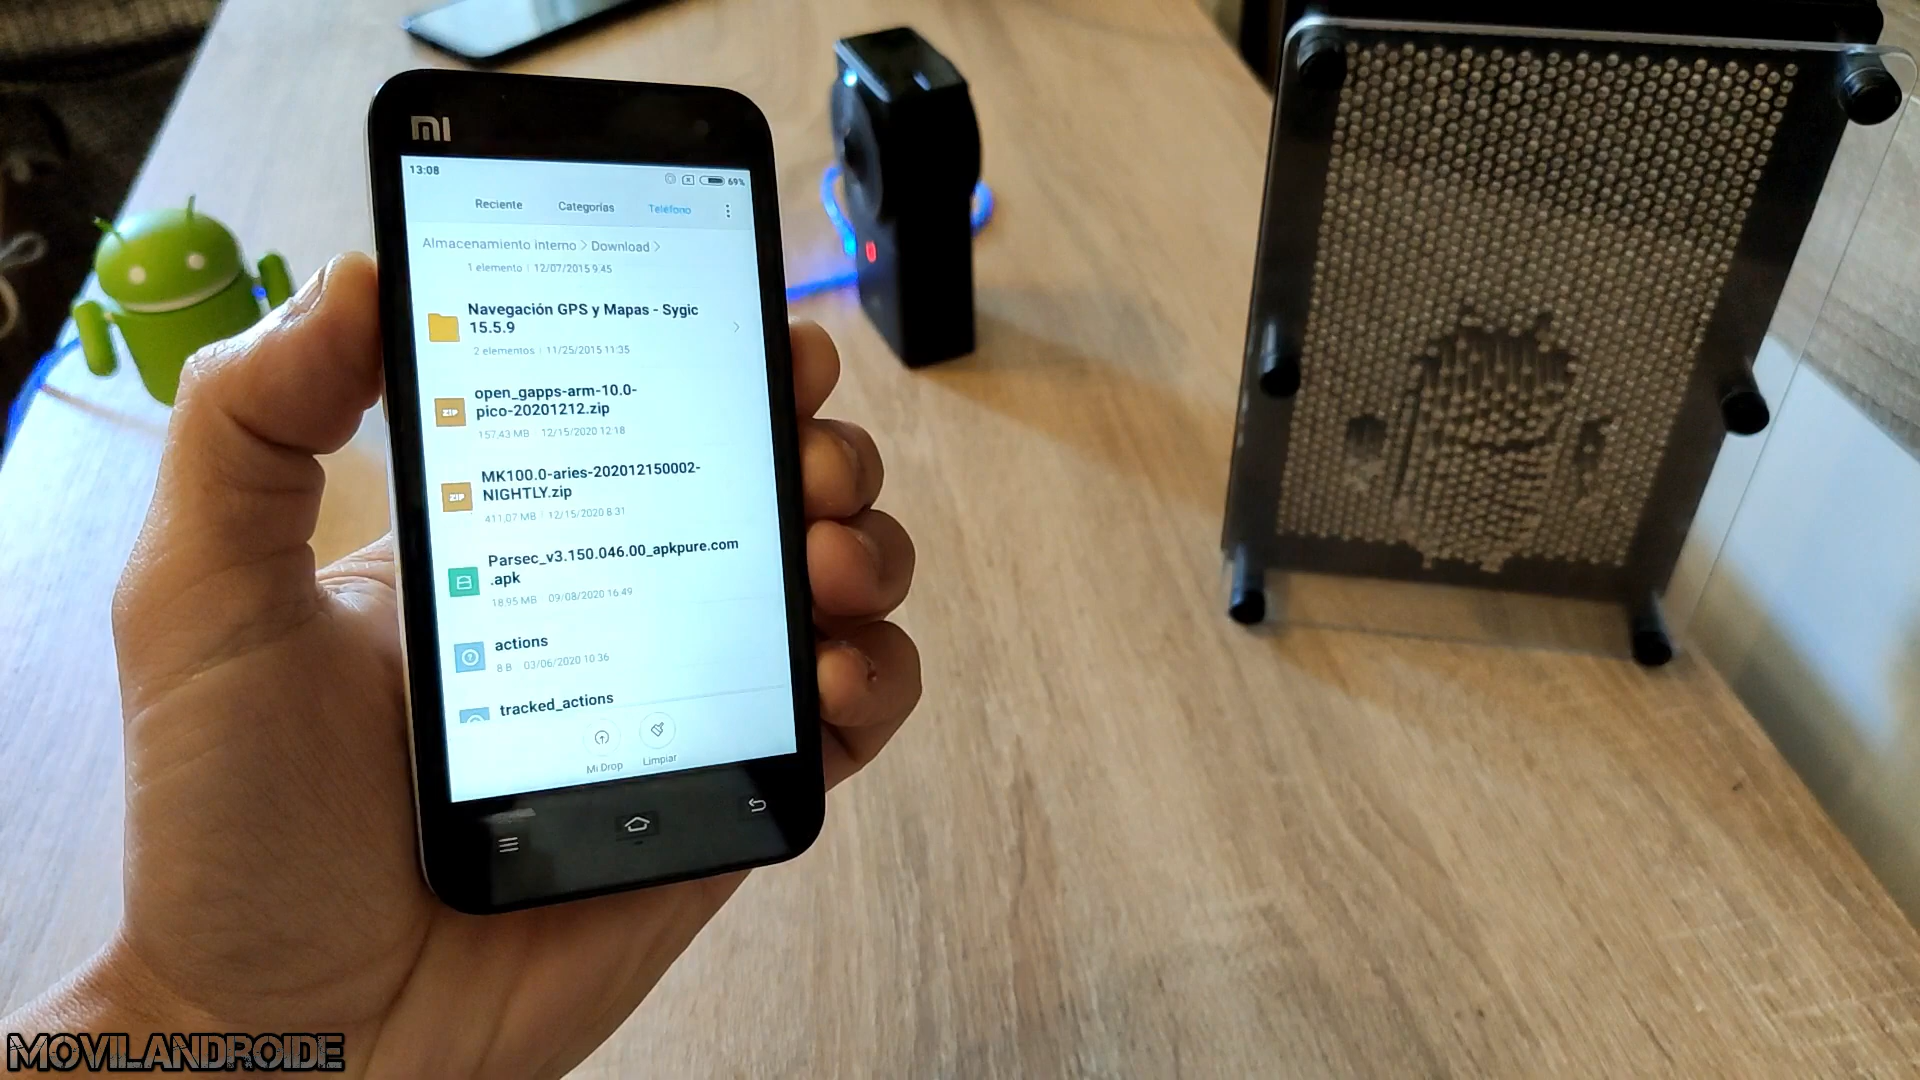 mi
13:08
69%
Reciente Categorías Teléfono
Almacenamiento interno > Download >
1 elemento | 12/07/2015 9:45
Navegación GPS y Mapas - Sygic
15.5.9
2 elementos | 11/25/2015 11:35
ZIP
open_gapps-arm-10.0-
pico-20201212.zip
157,43 MB 12/15/2020 12:18
ZIP
MK100.0-aries-202012150002-
NIGHTLY.zip
411,07 MB | 12/15/2020 8:31
Parsec_v3.150.046.00_apkpure.com
.apk
18,95 MB 09/08/2020 16:49
actions
8 B 03/06/2020 10:36
tracked_actions
Mi Drop Limpiar
MOVILANDROIDE